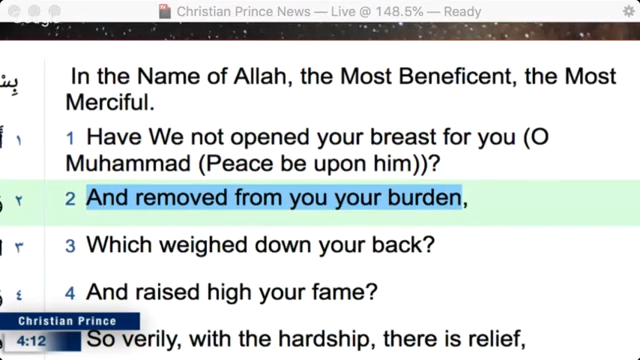 Christian Prince News — Live @ 148.5% — Ready
In the Name of Allah, the Most Beneficent, the Most
Merciful.
1 Have We not opened your breast for you (O
Muhammad (Peace be upon him))?
٢ 2 And removed from you your burden,
٣ 3 Which weighed down your back?
٤ 4 And raised high your fame?
Christian Prince
4:12
So verily, with the hardship, there is relief,